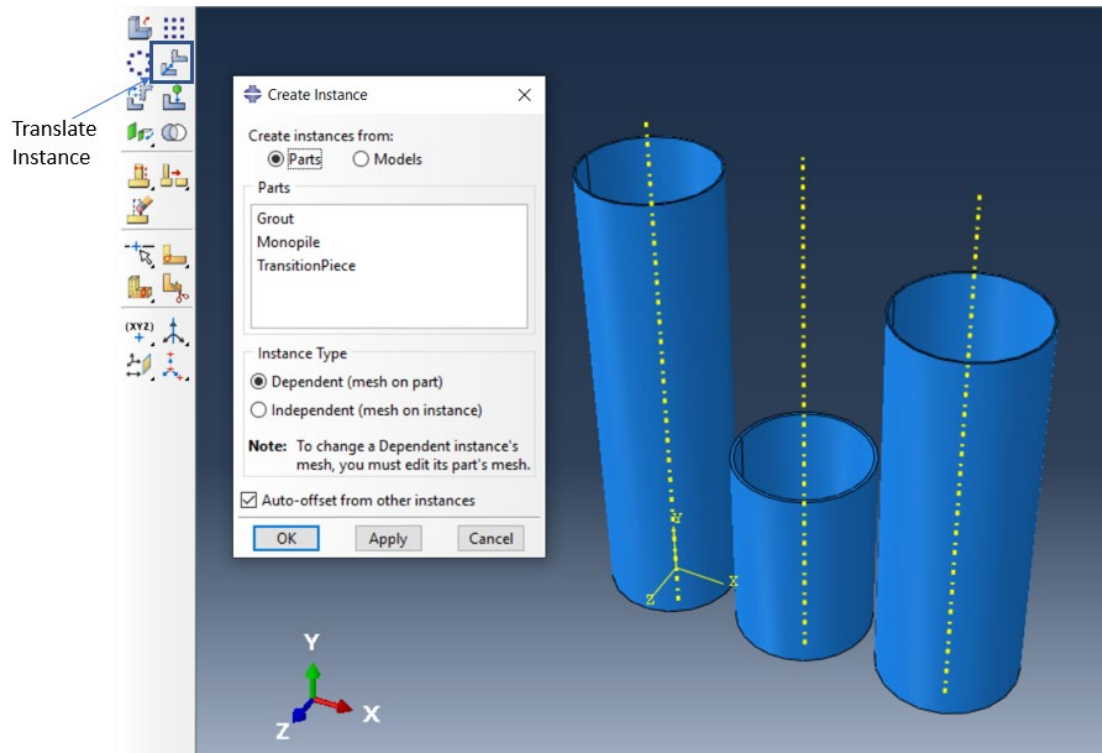 Translate
Instance
(XYZ)
Create Instance
Create instances from:
Parts
Models
Parts
Grout
Monopile
TransitionPiece
Instance Type
Dependent (mesh on part)
Independent (mesh on instance)
Note: To change a Dependent instance's
mesh, you must edit its part's mesh.
Auto-offset from other instances
OK Apply Cancel
Y
X
Z
Y
X
Z